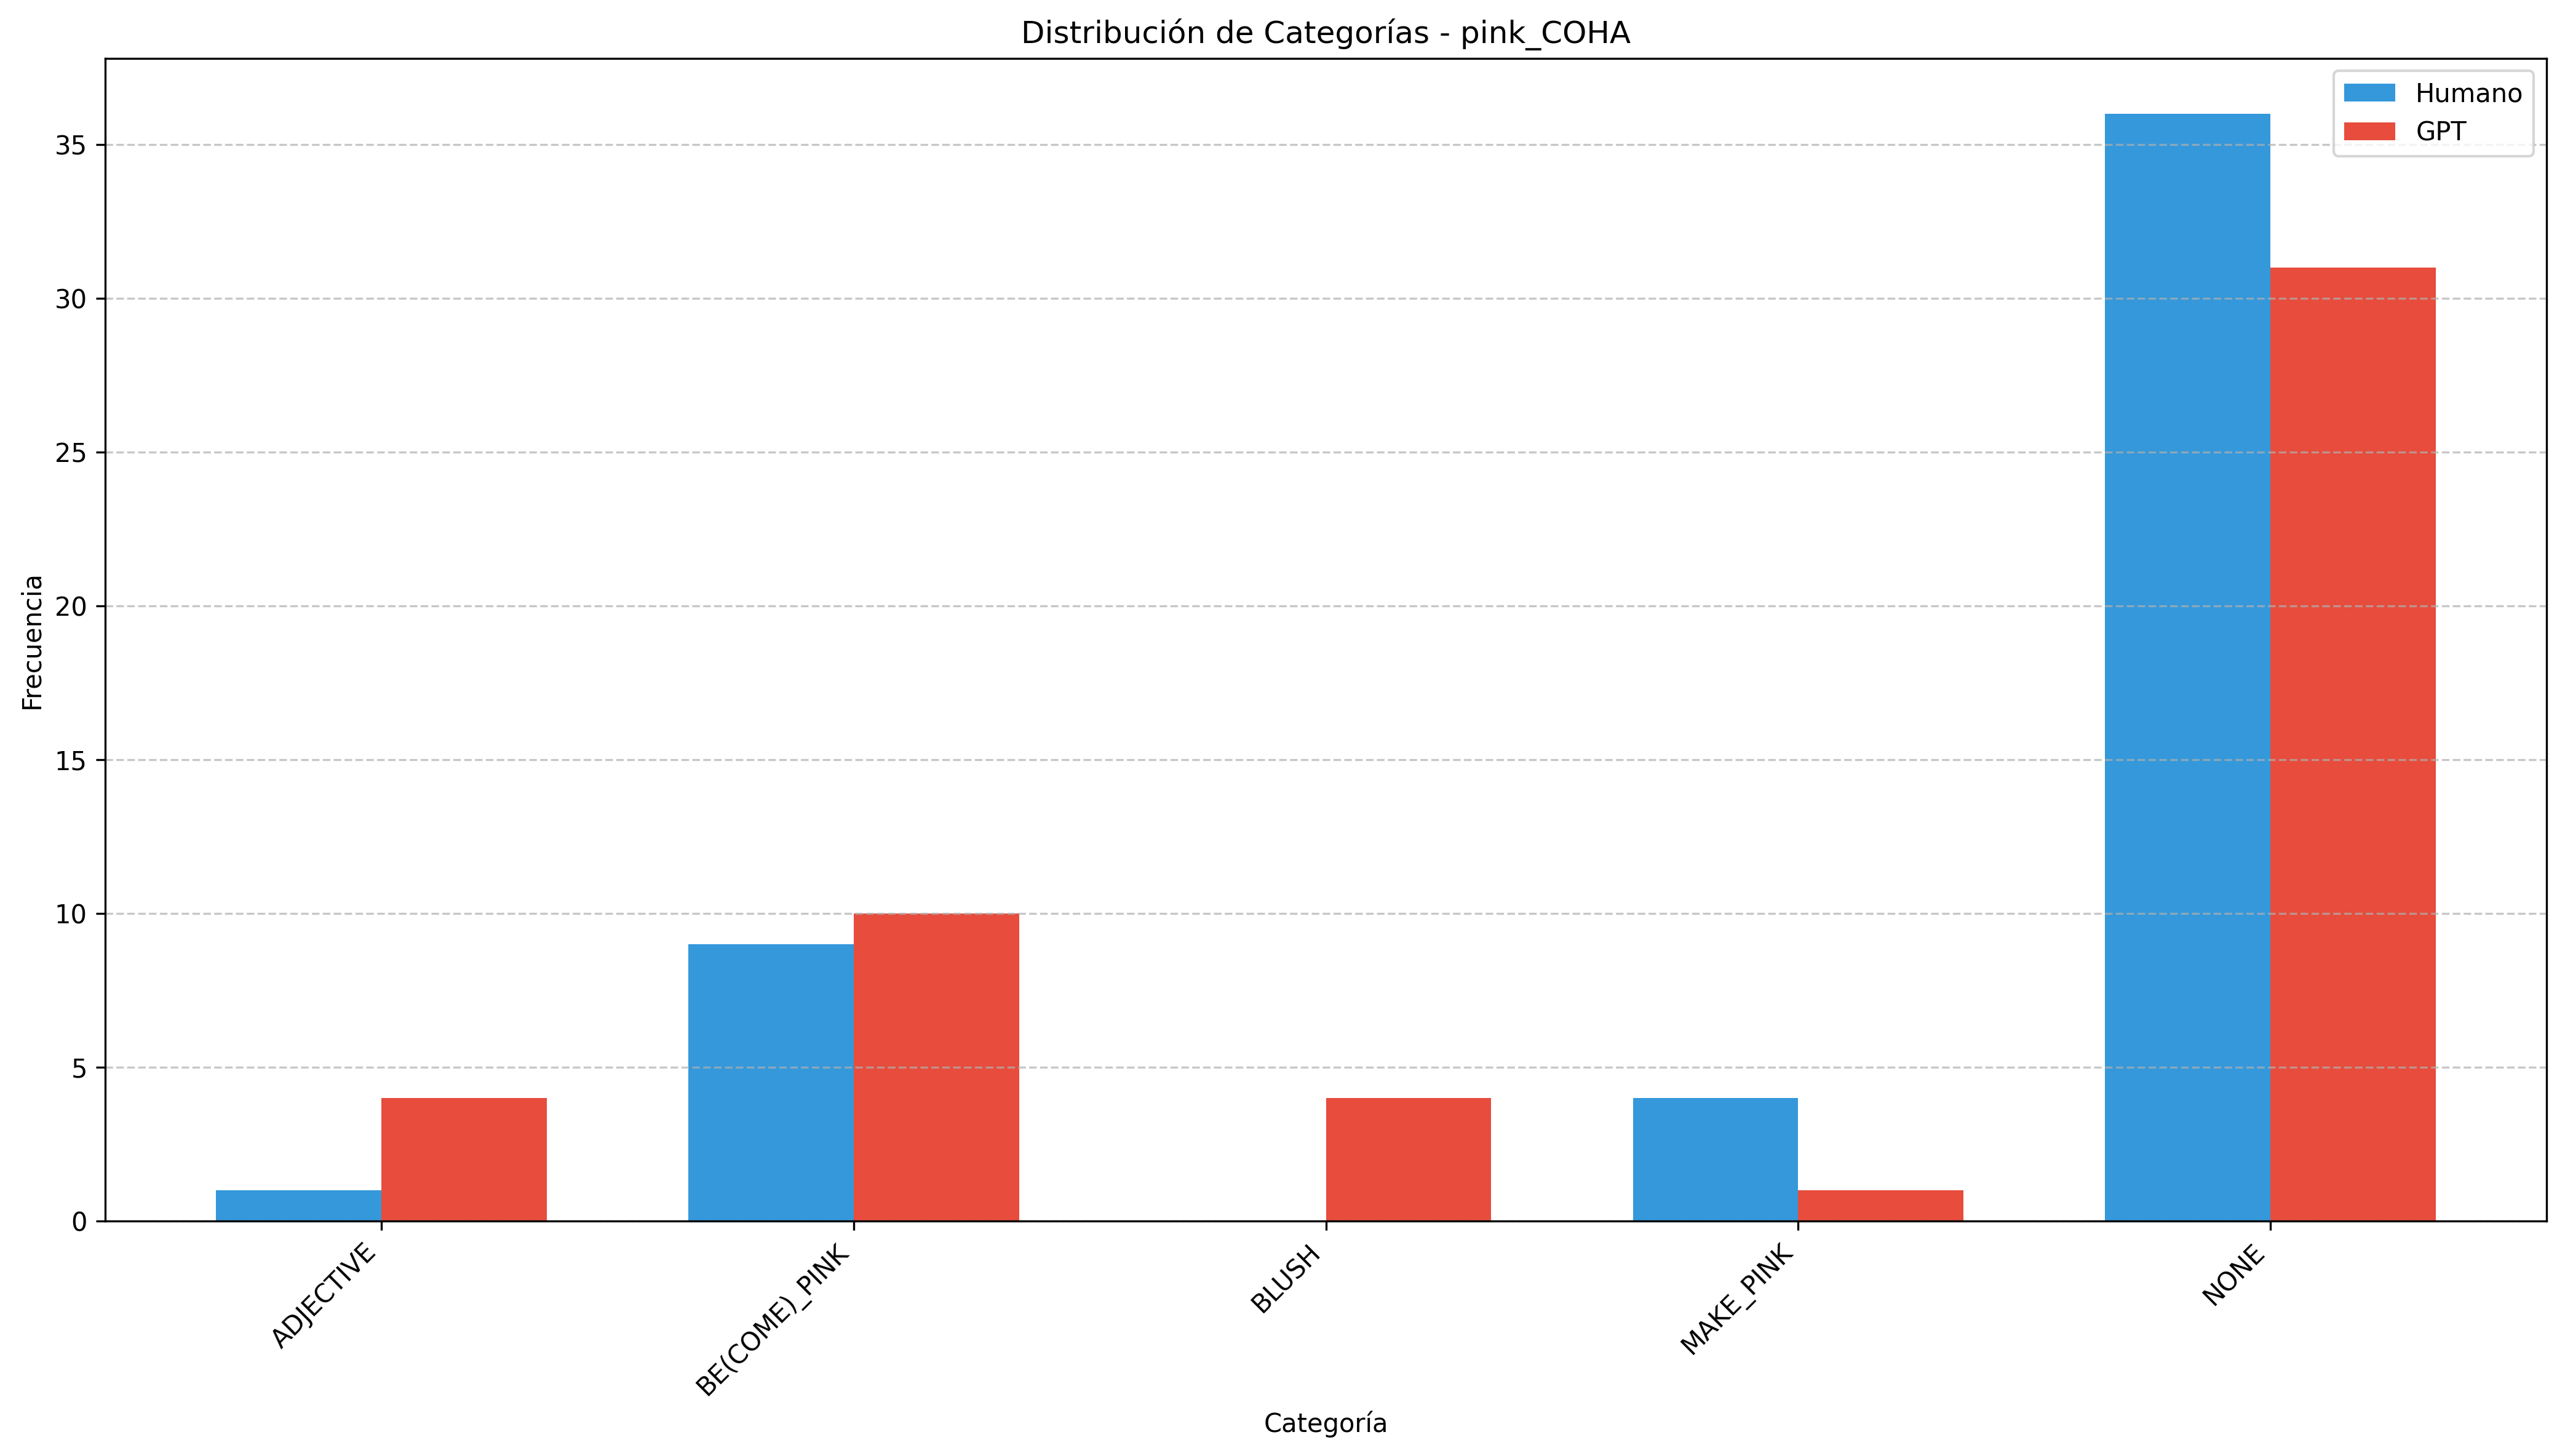 Distribución de Categorías - pink_COHA
Humano
GPT
Frecuencia
35
30
25
20
15
10
5
0
ADJECTIVE
BE(COME)_PINK
BLUSH
MAKE_PINK
NONE
Categoría